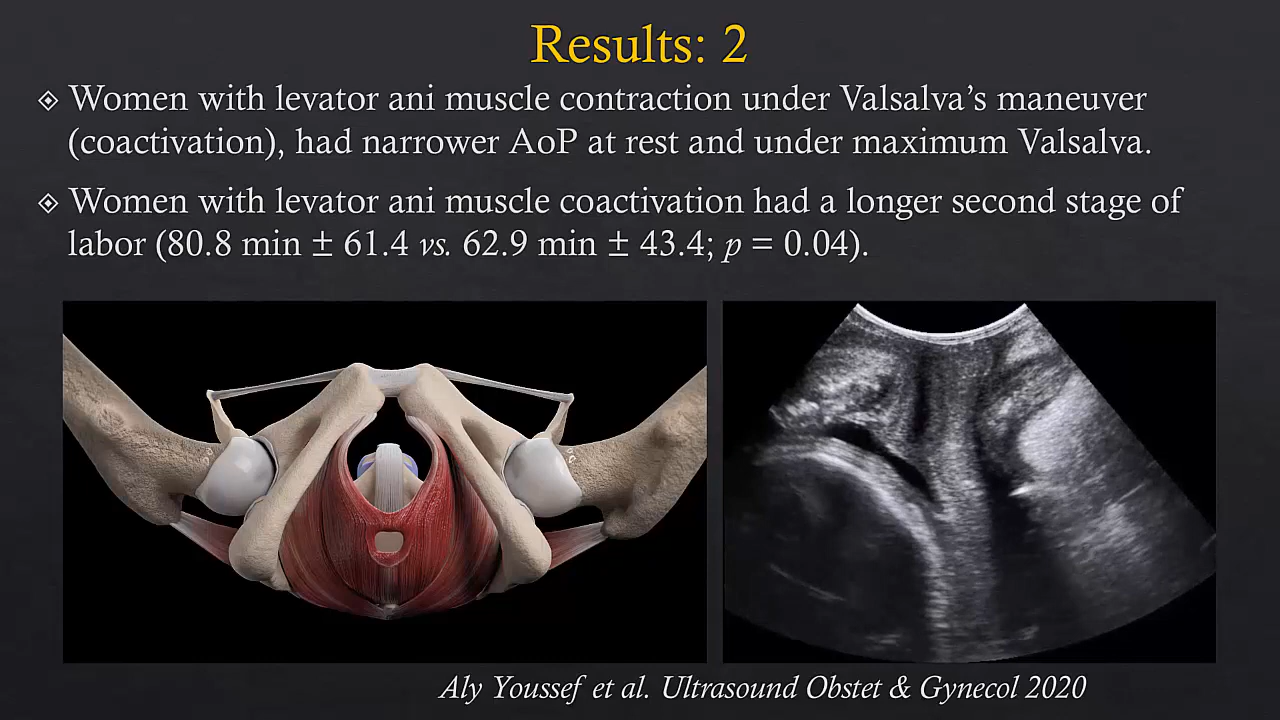 Results: 2
Women with levator ani muscle contraction under Valsalva’s maneuver
(coactivation), had narrower AoP at rest and under maximum Valsalva.
Women with levator ani muscle coactivation had a longer second stage of
labor (80.8 min ± 61.4 vs. 62.9 min ± 43.4; p = 0.04).
Aly Youssef et al. Ultrasound Obstet & Gynecol 2020